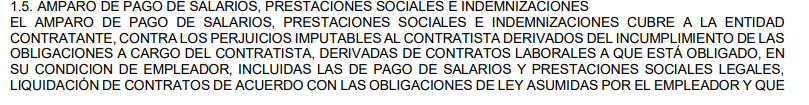 1.5. AMPARO DE PAGO DE SALARIOS, PRESTACIONES SOCIALES E INDEMNIZACIONES
EL AMPARO DE PAGO DE SALARIOS, PRESTACIONES SOCIALES E INDEMNIZACIONES CUBRE A LA ENTIDAD
CONTRATANTE, CONTRA LOS PERJUICIOS IMPUTABLES AL CONTRATISTA DERIVADOS DEL INCUMPLIMIENTO DE LAS
OBLIGACIONES A CARGO DEL CONTRATISTA, DERIVADAS DE CONTRATOS LABORALES A QUE ESTÁ OBLIGADO, EN
SU CONDICION DE EMPLEADOR, INCLUIDAS LAS DE PAGO DE SALARIOS Y PRESTACIONES SOCIALES LEGALES,
LIQUIDACIÓN DE CONTRATOS DE ACUERDO CON LAS OBLIGACIONES DE LEY ASUMIDAS POR EL EMPLEADOR Y QUE